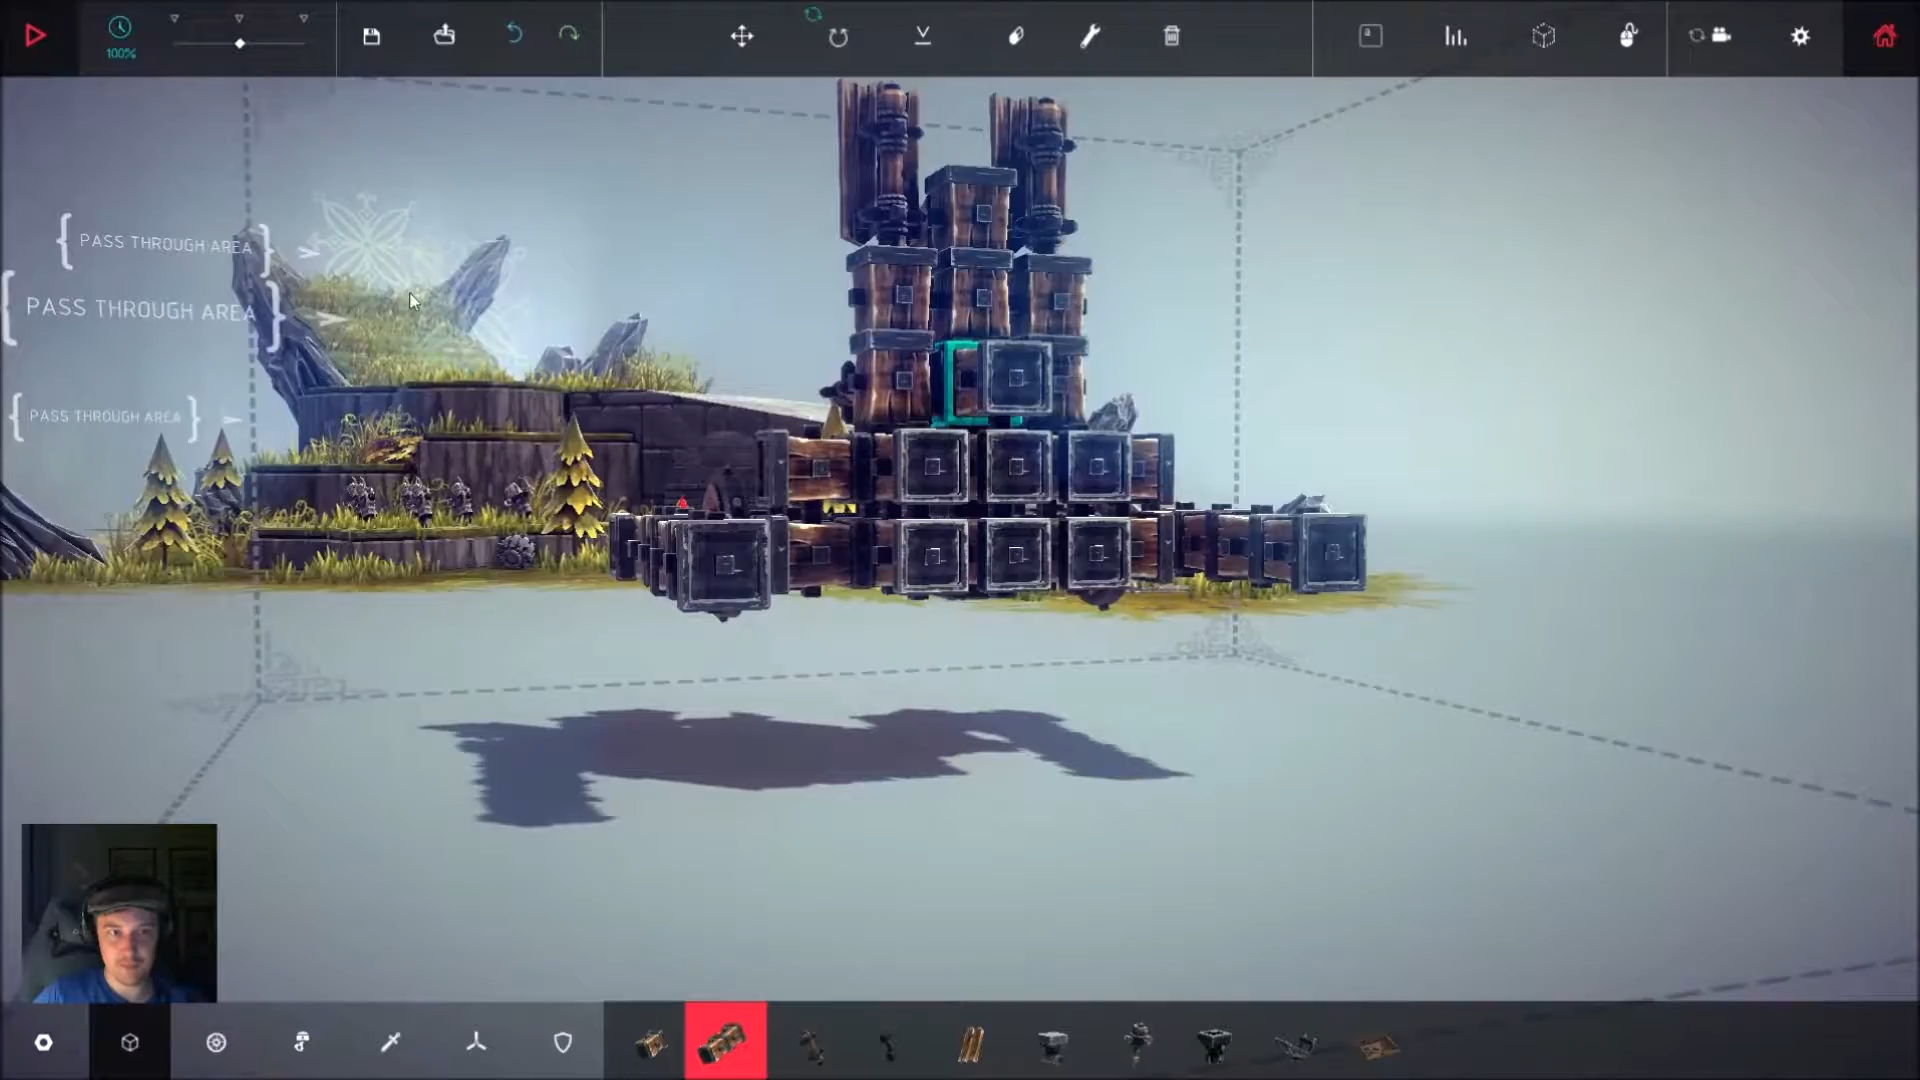 100%
{ PASS THROUGH AREA }
{ PASS THROUGH AREA }
{ PASS THROUGH AREA }